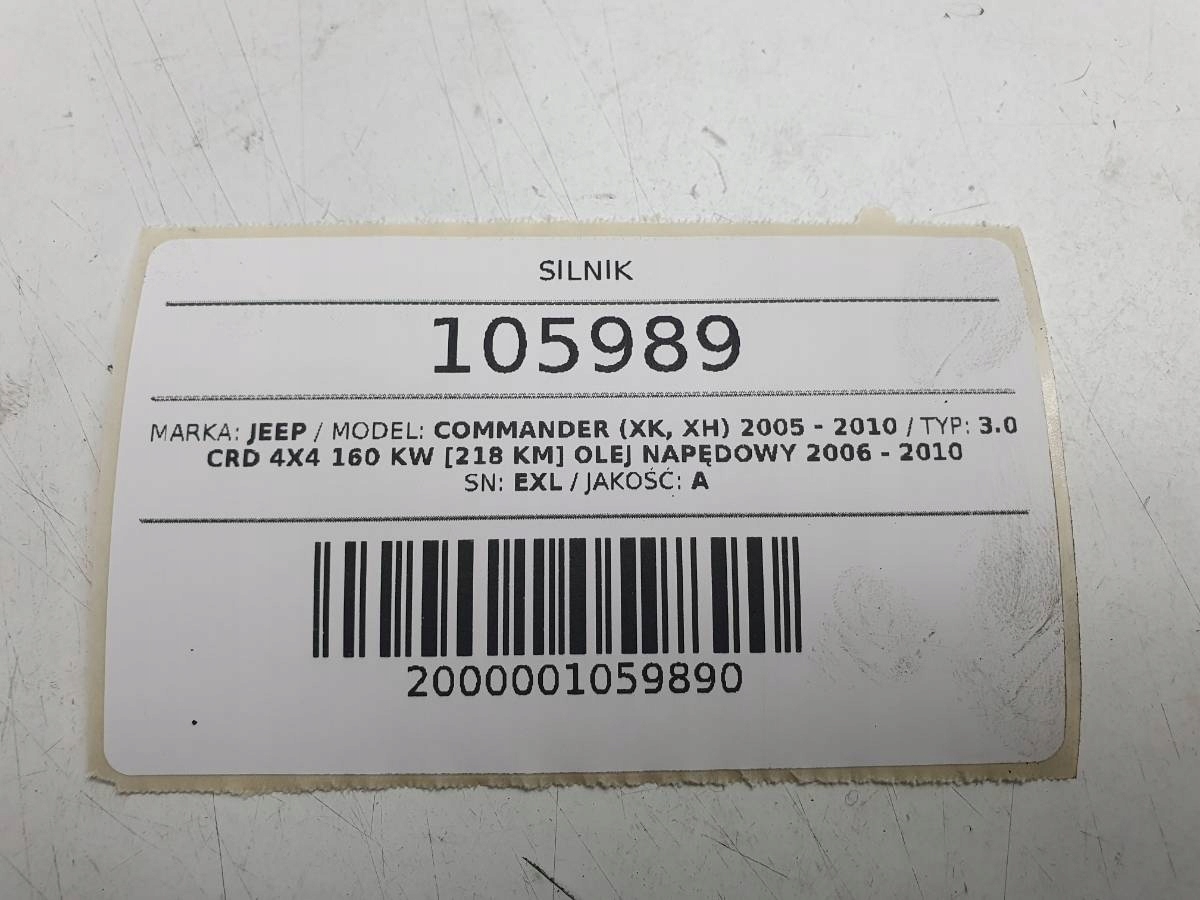 SILNIK
105989
MARKA: JEEP / MODEL: COMMANDER (XK, XH) 2005 - 2010 / TYP: 3.0
CRD 4X4 160 KW [218 KM] OLEJ NAPĘDOWY 2006 - 2010
SN: EXL / JAKOŚĆ: A
2000001059890